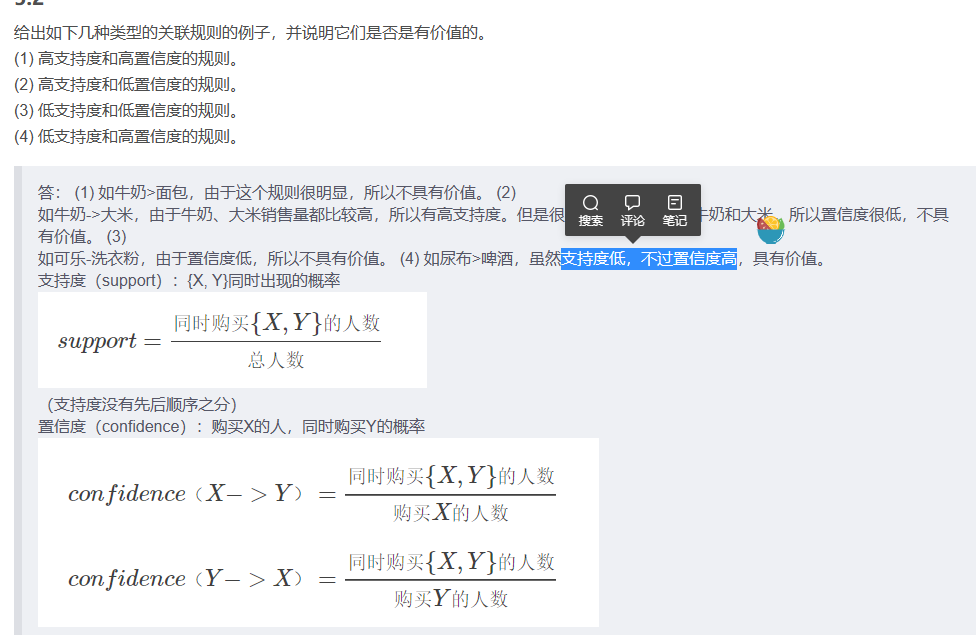 给出如下几种类型的关联规则的例子，并说明它们是否是有价值的。
(1) 高支持度和高置信度的规则。
(2) 高支持度和低置信度的规则。
(3) 低支持度和低置信度的规则。
(4) 低支持度和高置信度的规则。
答： (1) 如牛奶>面包，由于这个规则很明显，所以不具有价值。 (2)
搜索 评论 笔记
如牛奶->大米，由于牛奶、大米销售量都比较高，所以有高支持度。但是很 牛奶和大米，所以置信度很低，不具
有价值。 (3)
如可乐-洗衣粉，由于置信度低，所以不具有价值。 (4) 如尿布>啤酒，虽然支持度低，不过置信度高，具有价值。
支持度（support）：{X, Y}同时出现的概率
support = 同时购买{X, Y}的人数
总人数
（支持度没有先后顺序之分）
置信度（confidence）：购买X的人，同时购买Y的概率
confidence（X− > Y） = 同时购买{X, Y}的人数
购买X的人数
confidence（Y− > X） = 同时购买{X, Y}的人数
购买Y的人数